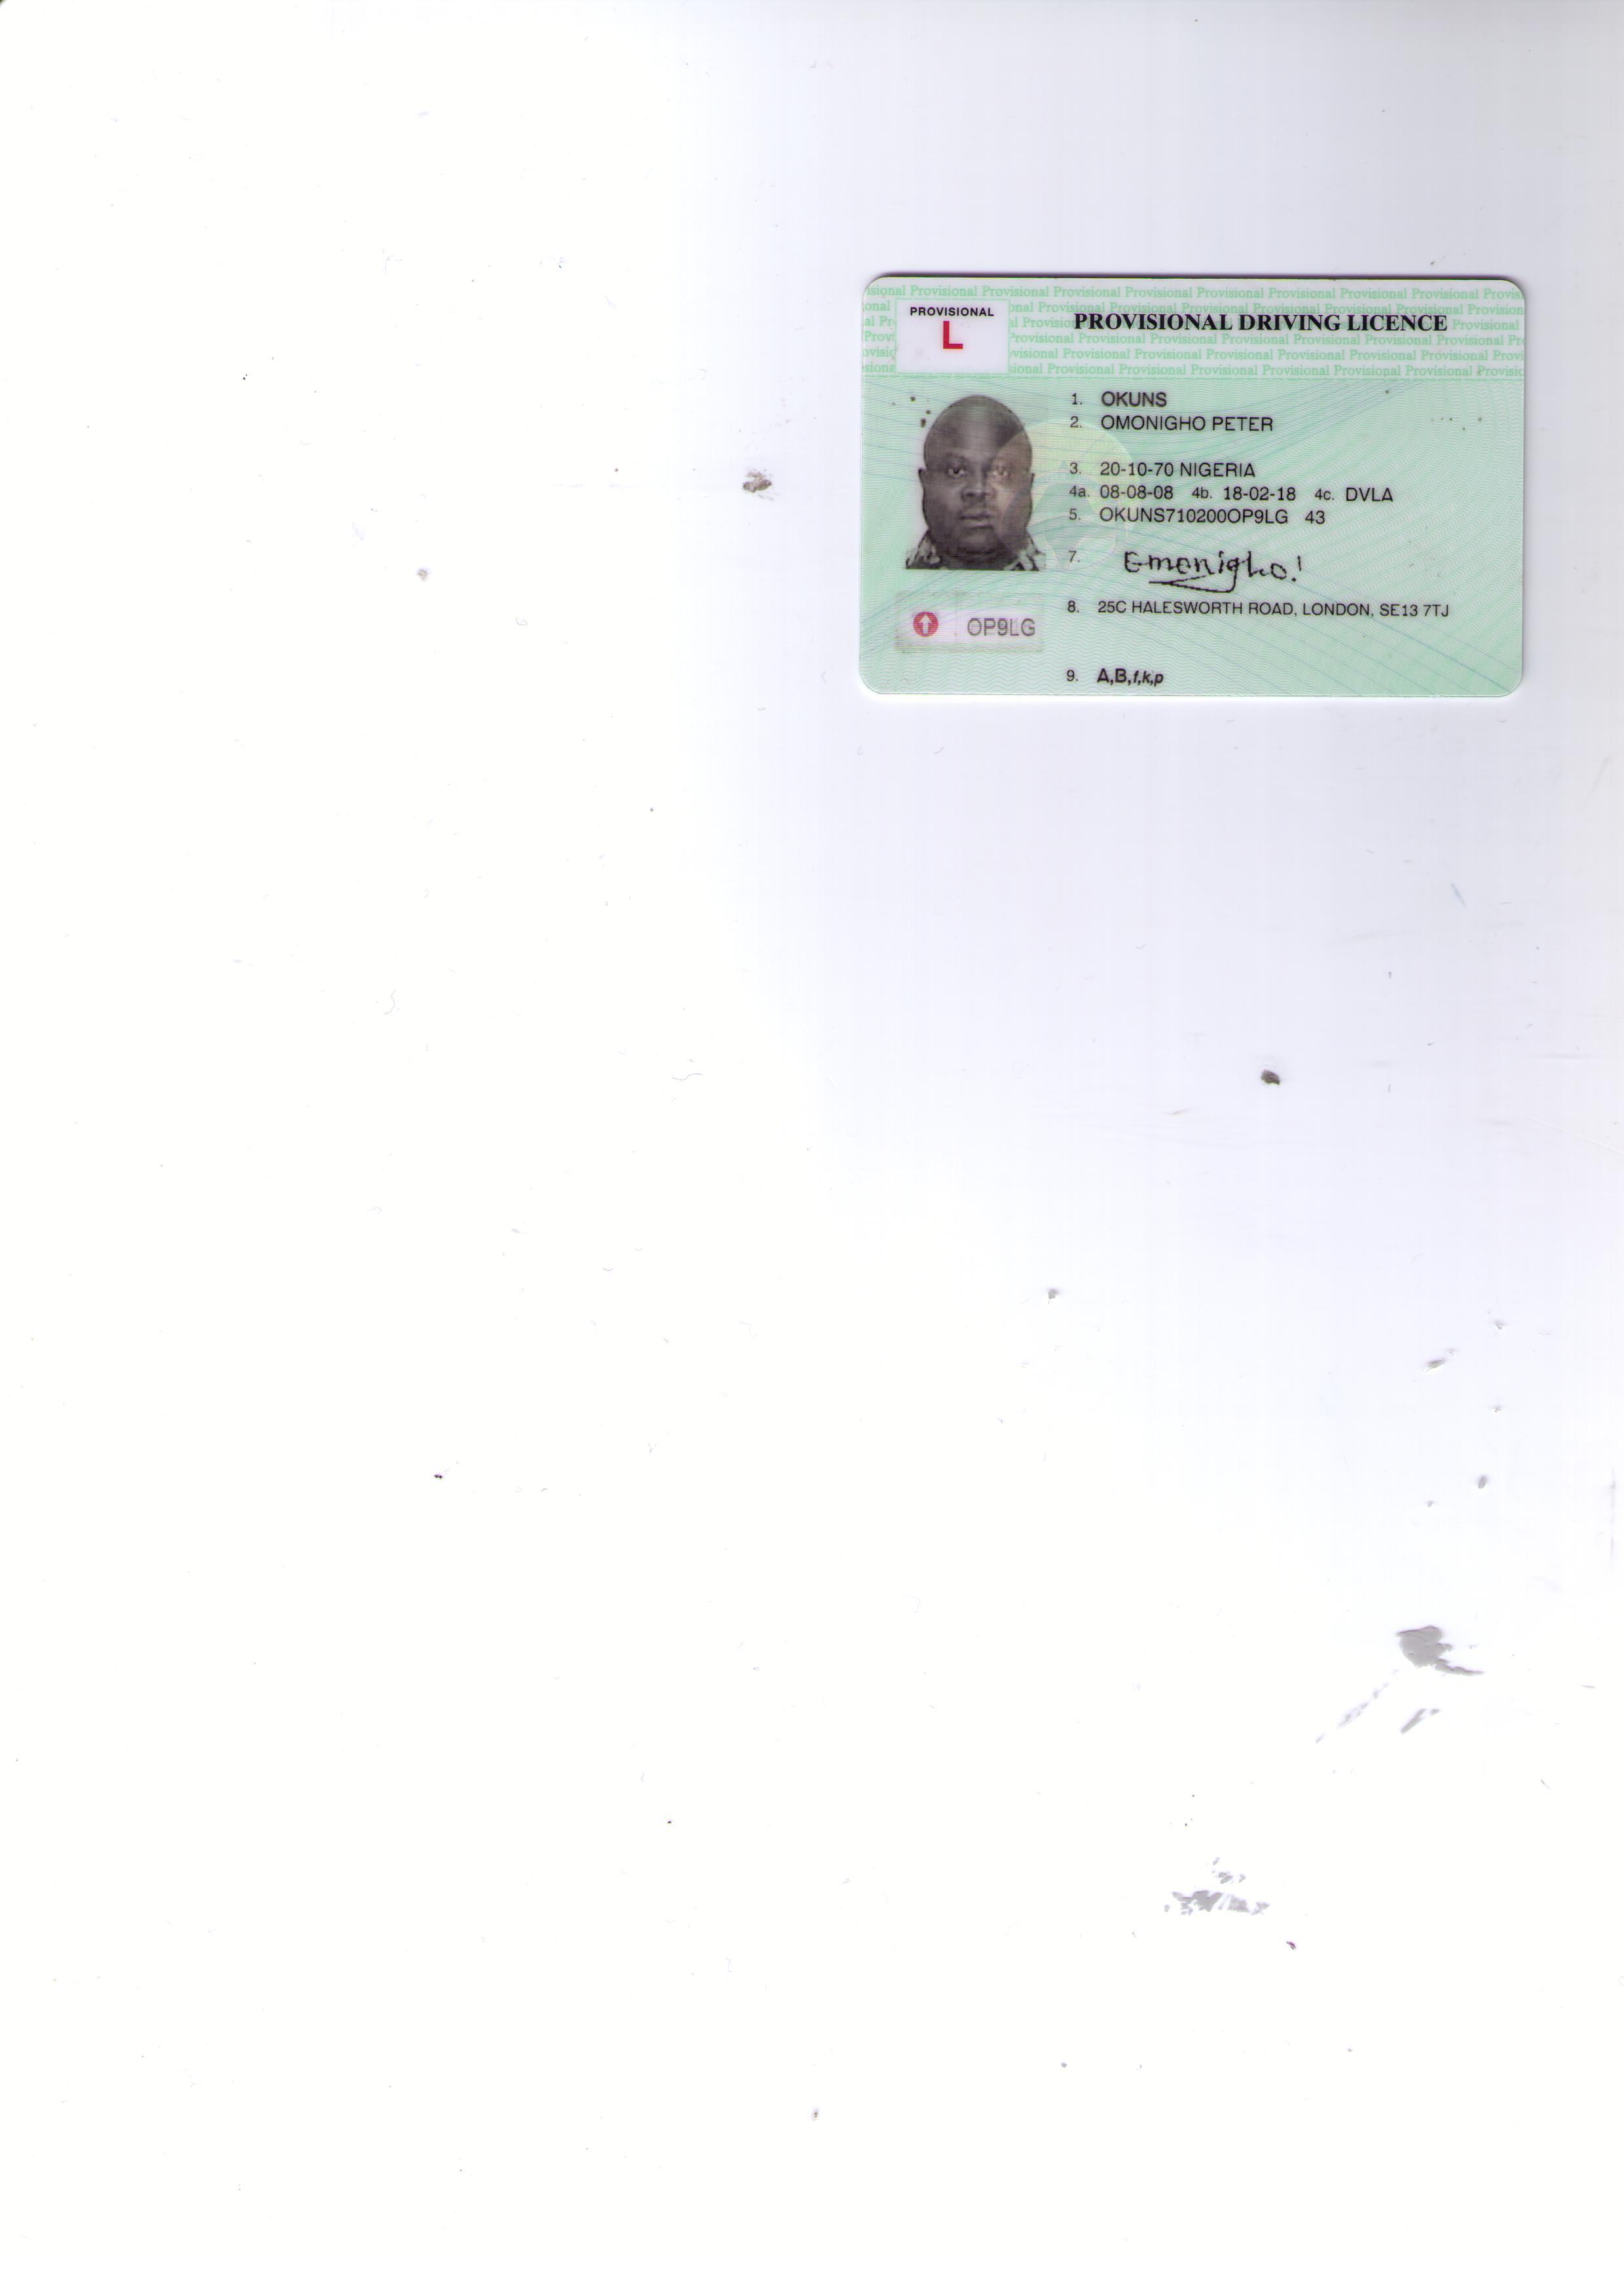 PROVISIONAL
L
PROVISIONAL DRIVING LICENCE
1. OKUNS
2. OMONIGHO PETER
3. 20-10-70 NIGERIA
4a. 08-08-08 4b. 18-02-18 4c. DVLA
5. OKUNS710200OP9LG 43
7. Emonigho!
8. 25C HALESWORTH ROAD, LONDON, SE13 7TJ
OP9LG
9. A,B,f,k,p